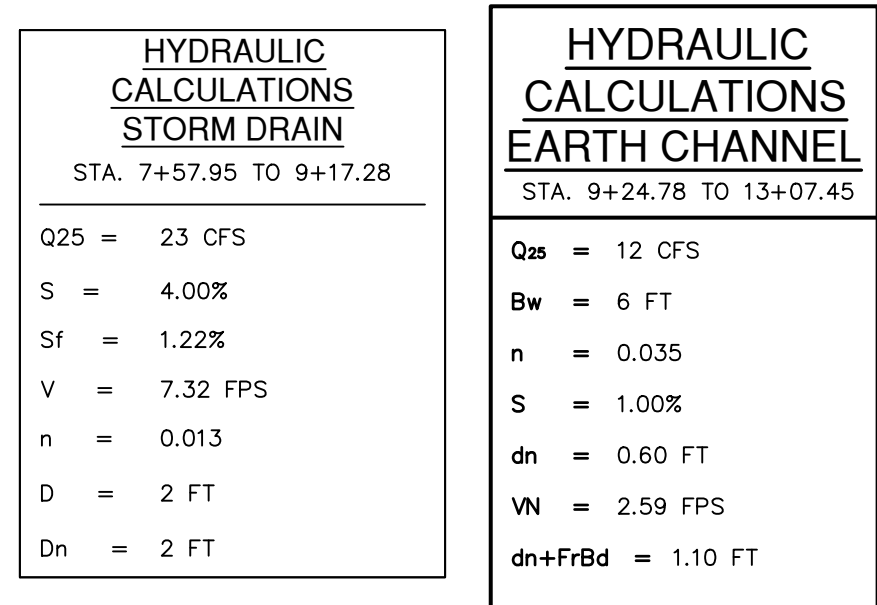 HYDRAULIC
CALCULATIONS
STORM DRAIN
STA. 7+57.95 TO 9+17.28
Q25 = 23 CFS
S = 4.00%
Sf = 1.22%
V = 7.32 FPS
n = 0.013
D = 2 FT
Dn = 2 FT
HYDRAULIC
CALCULATIONS
EARTH CHANNEL
STA. 9+24.78 TO 13+07.45
Q25 = 12 CFS
Bw = 6 FT
n = 0.035
S = 1.00%
dn = 0.60 FT
VN = 2.59 FPS
dn+FrBd = 1.10 FT